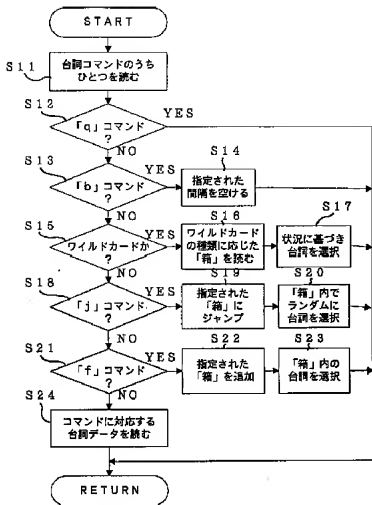 START
S11
台詞コマンドのうち
ひとつを読む
S12
「q」コマンド
?
YES
NO
S13
「b」コマンド
?
YES
S14
指定された
間隔を空ける
NO
S15
ワイルドカードか
?
YES
S16
ワイルドカード
の種類に応じた
「箱」を読む
S17
状況に基づき
台詞を選択
NO
S18
「j」コマンド
?
YES
S19
指定された
「箱」に
ジャンプ
S20
「箱」内で
ランダムに
台詞を選択
NO
S21
「f」コマンド
?
YES
S22
指定された
「箱」を追加
S23
「箱」内の
台詞を選択
NO
S24
コマンドに対応する
台詞データを読む
RETURN